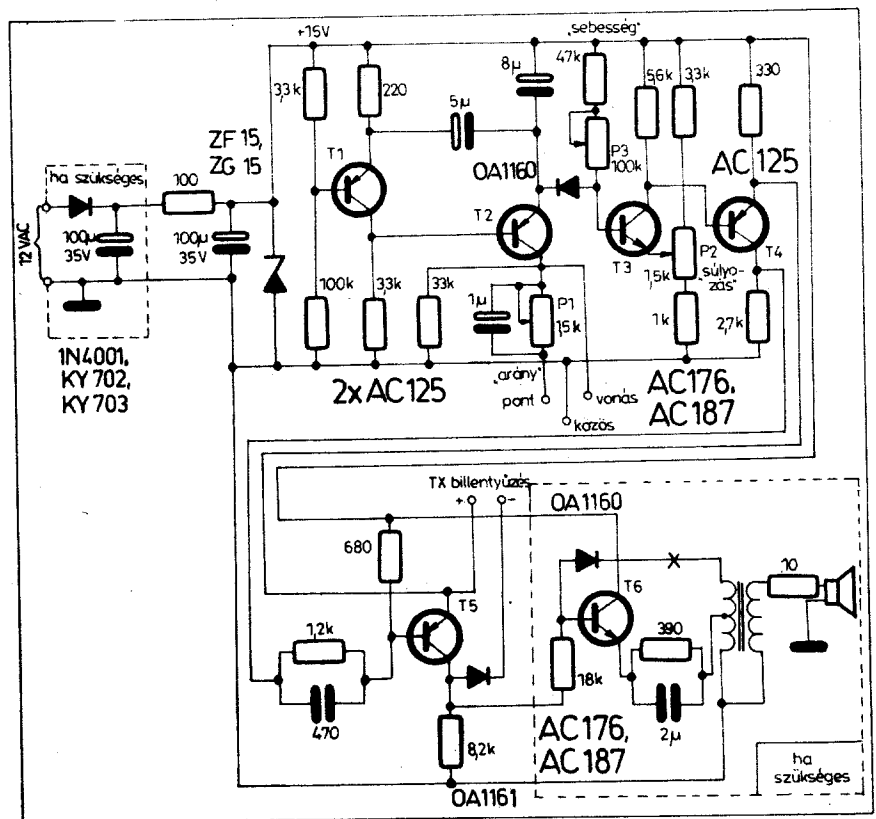 „sebesség"
+15V
8µ
47k
3,3k
220
5µ
5,6k
3,3k
330
ZF 15,
ZG 15
T1
OA1160
P3
100k
AC 125
ha szükséges
100
12 VAC
100µ
35V
100µ
35V
T2
T3
P2
1,5k
„súlyo-
zás"
T4
100k
3,3k
33k
1µ
P1
1,5k
1k
2,7k
1N4001,
KY 702,
KY 703
2x AC 125
„arány"
pont
vonás
közös
AC176,
AC187
TX billentyűzés
+
-
OA1160
680
T5
T6
10
1,2k
470
18k
390
2µ
8,2k
AC176,
AC187
OA1161
ha
szükséges